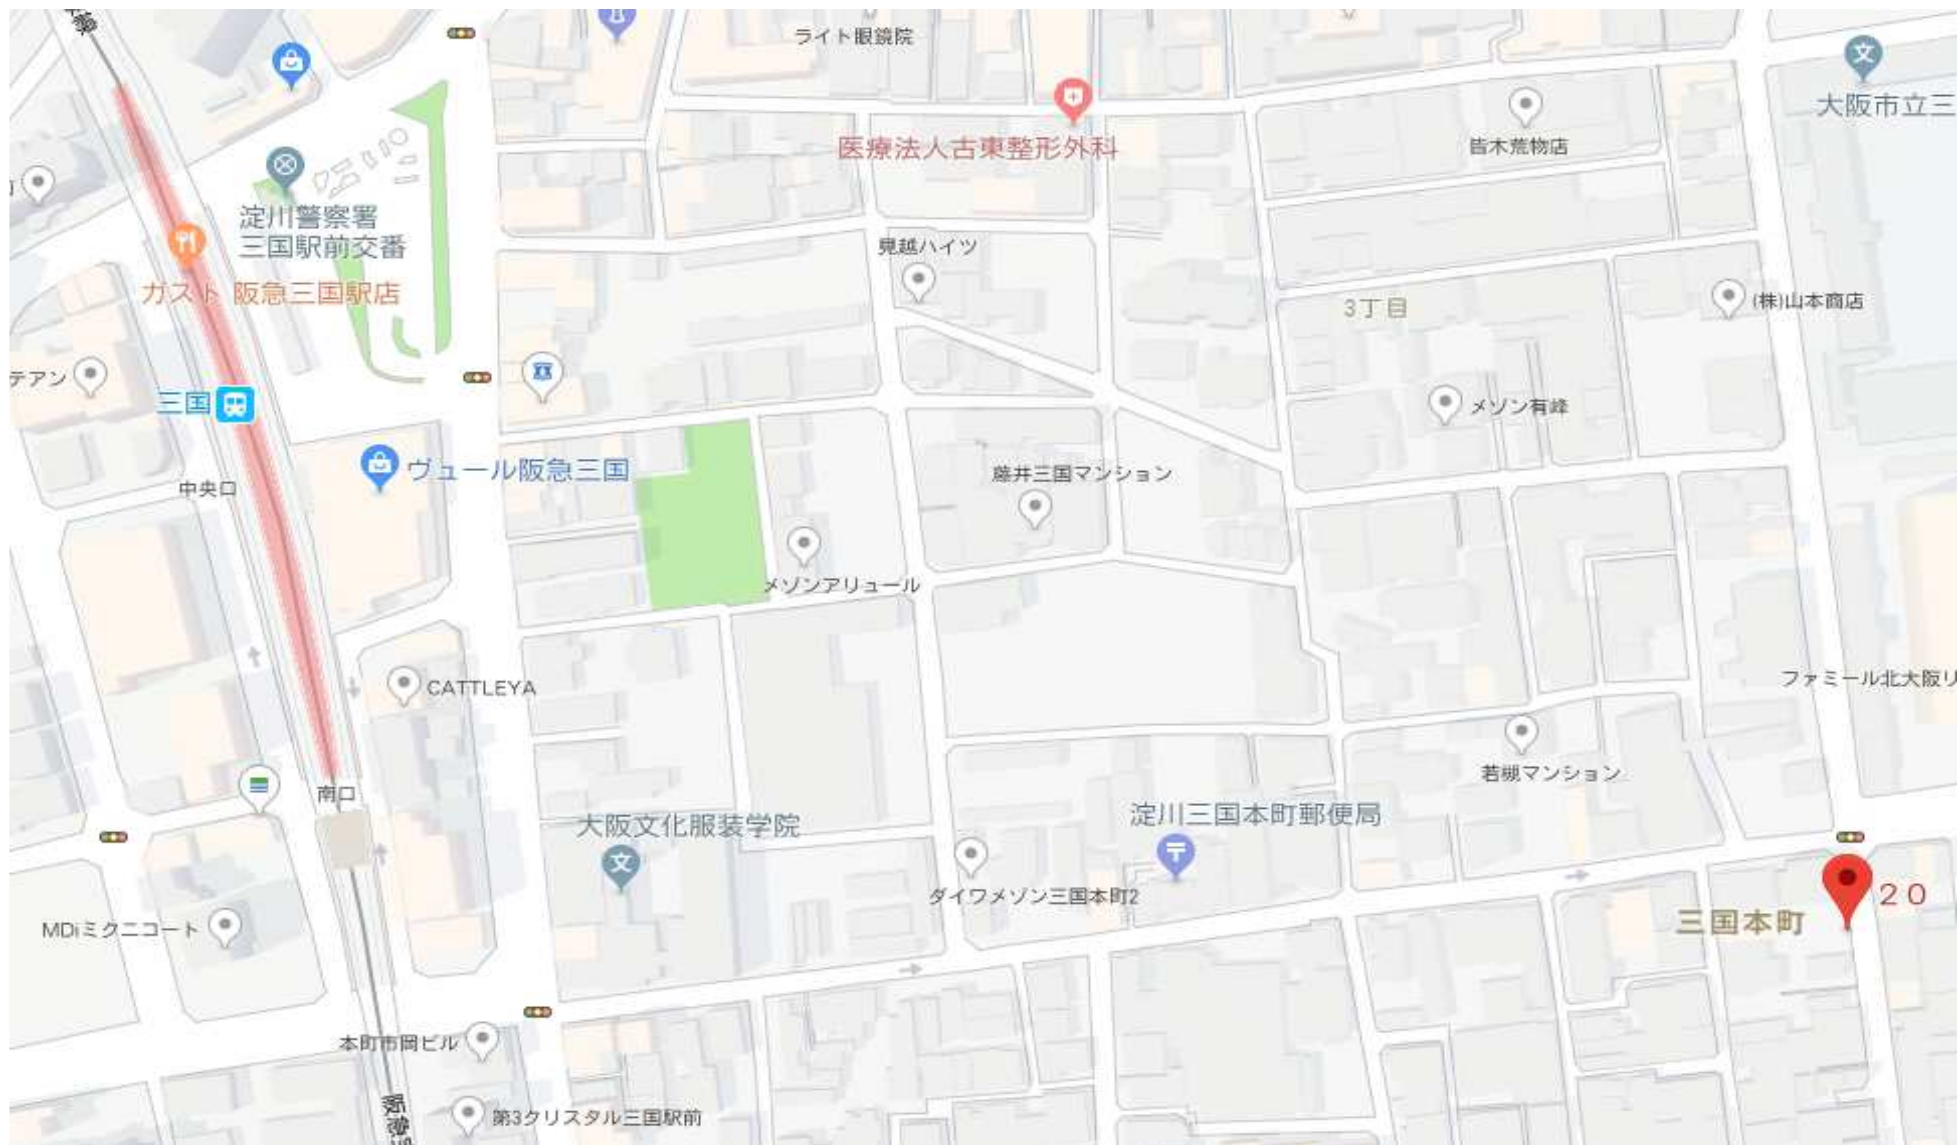 ライト眼鏡院
大阪市立三
医療法人古東整形外科
皆木荒物店
淀川警察署
三国駅前交番
見越ハイツ
ガスト 阪急三国駅店
3丁目
(株)山本商店
テアン
三国
メゾン有峰
ヴュール阪急三国
中央口
藤井三国マンション
メゾンアリュール
CATTLEYA
ファミール北大阪リ
若槻マンション
南口
大阪文化服装学院
淀川三国本町郵便局
ダイワメゾン三国本町2
20
三国本町
MDiミクニコート
本町市岡ビル
第3クリスタル三国駅前
阪急